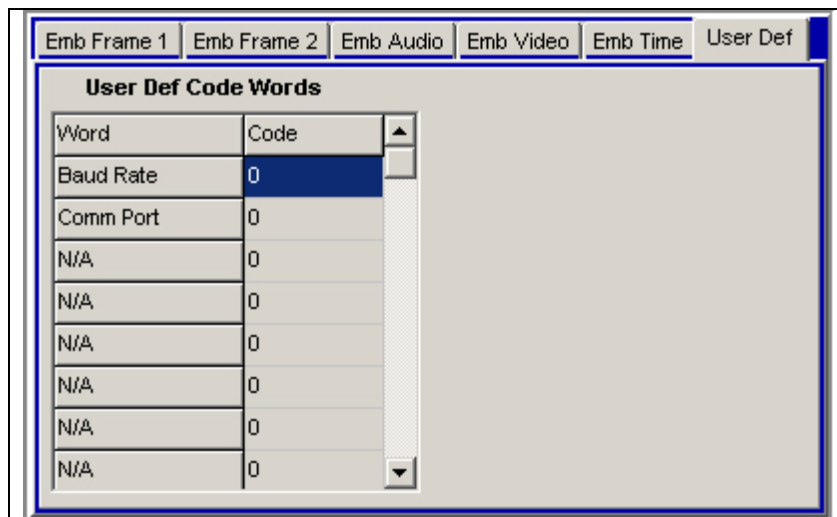 Emb Frame 1 Emb Frame 2 Emb Audio Emb Video Emb Time User Def
User Def Code Words
Word Code
Baud Rate 0
Comm Port 0
N/A 0
N/A 0
N/A 0
N/A 0
N/A 0
N/A 0